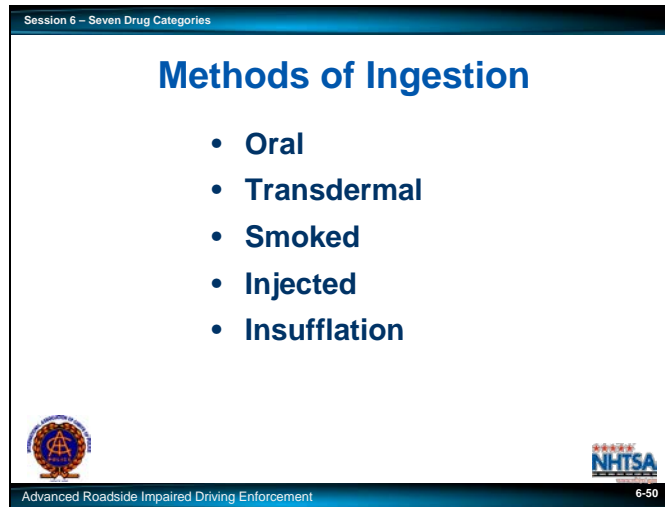 Session 6 – Seven Drug Categories
Methods of Ingestion
• Oral
• Transdermal
• Smoked
• Injected
• Insufflation
NHTSA
Advanced Roadside Impaired Driving Enforcement
6-50